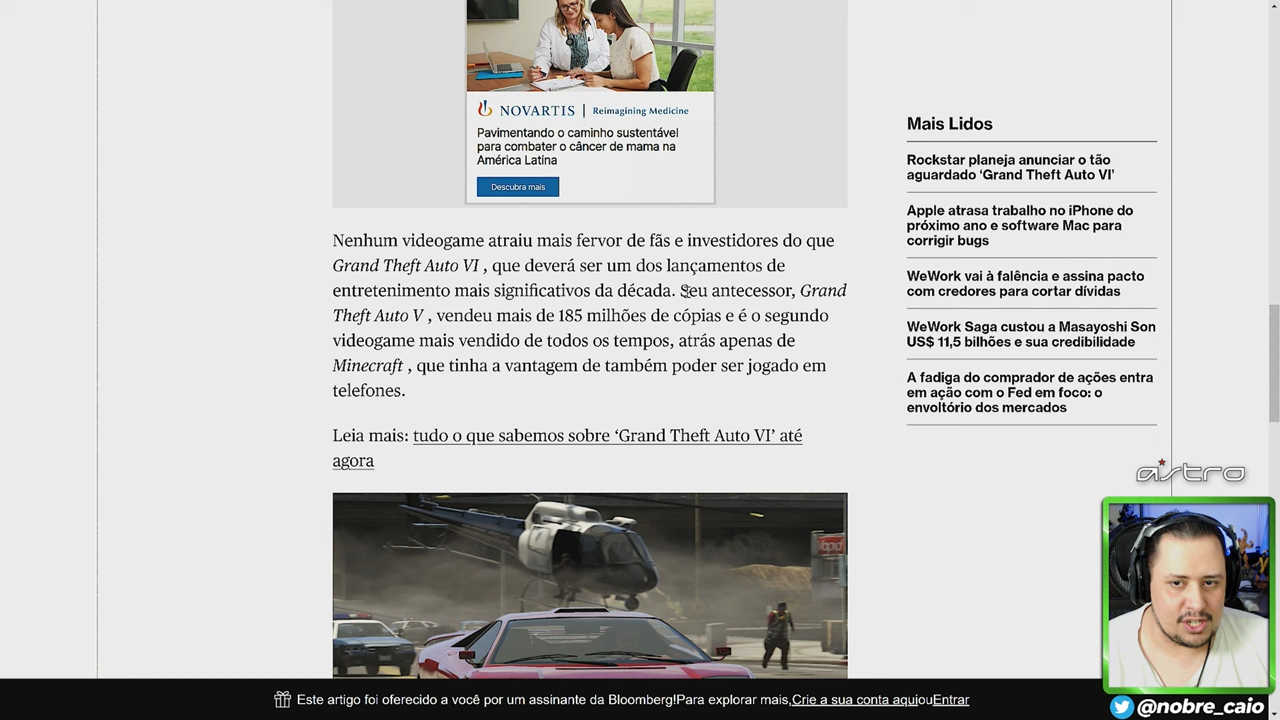 NOVARTIS | Reimagining Medicine
Pavimentando o caminho sustentável
para combater o câncer de mama na
América Latina
Descubra mais
Nenhum videogame atraiu mais fervor de fãs e investidores do que
Grand Theft Auto VI , que deverá ser um dos lançamentos de
entretenimento mais significativos da década. Seu antecessor, Grand
Theft Auto V , vendeu mais de 185 milhões de cópias e é o segundo
videogame mais vendido de todos os tempos, atrás apenas de
Minecraft , que tinha a vantagem de também poder ser jogado em
telefones.
Leia mais: tudo o que sabemos sobre ‘Grand Theft Auto VI’ até
agora
Mais Lidos
Rockstar planeja anunciar o tão
aguardado ‘Grand Theft Auto VI’
Apple atrasa trabalho no iPhone do
próximo ano e software Mac para
corrigir bugs
WeWork vai à falência e assina pacto
com credores para cortar dívidas
WeWork Saga custou a Masayoshi Son
US$ 11,5 bilhões e sua credibilidade
A fadiga do comprador de ações entra
em ação com o Fed em foco: o
envoltório dos mercados
astro
Este artigo foi oferecido a você por um assinante da Bloomberg!Para explorar mais,Crie a sua conta aquiouEntrar
@nobre_caio